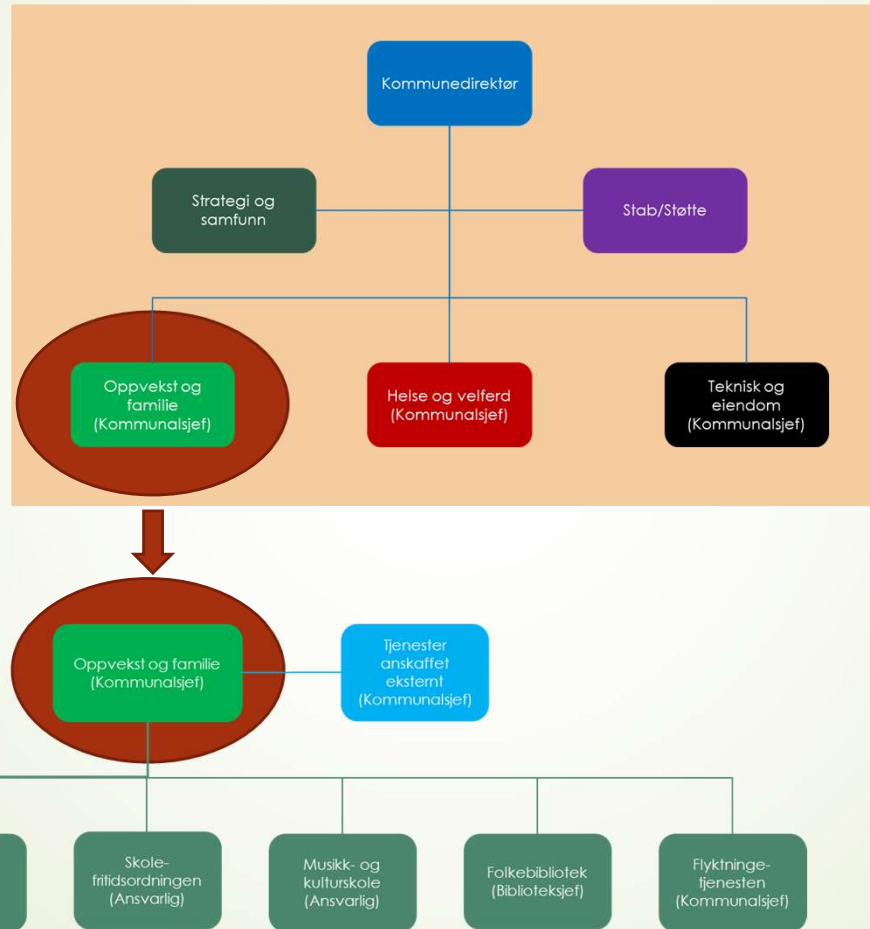 Kommunedirektør
Strategi og
samfunn
Stab/Støtte
Oppvekst og
familie
(Kommunalsjef)
Helse og velferd
(Kommunalsjef)
Teknisk og
eiendom
(Kommunalsjef)
Oppvekst og familie
(Kommunalsjef)
Tjenester
anskaffet
eksternt
(Kommunalsjef)
Skole-
fritidsordningen
(Ansvarlig)
Musikk- og
kulturskole
(Ansvarlig)
Folkebibliotek
(Biblioteksjef)
Flyktninge-
tjenesten
(Kommunalsjef)